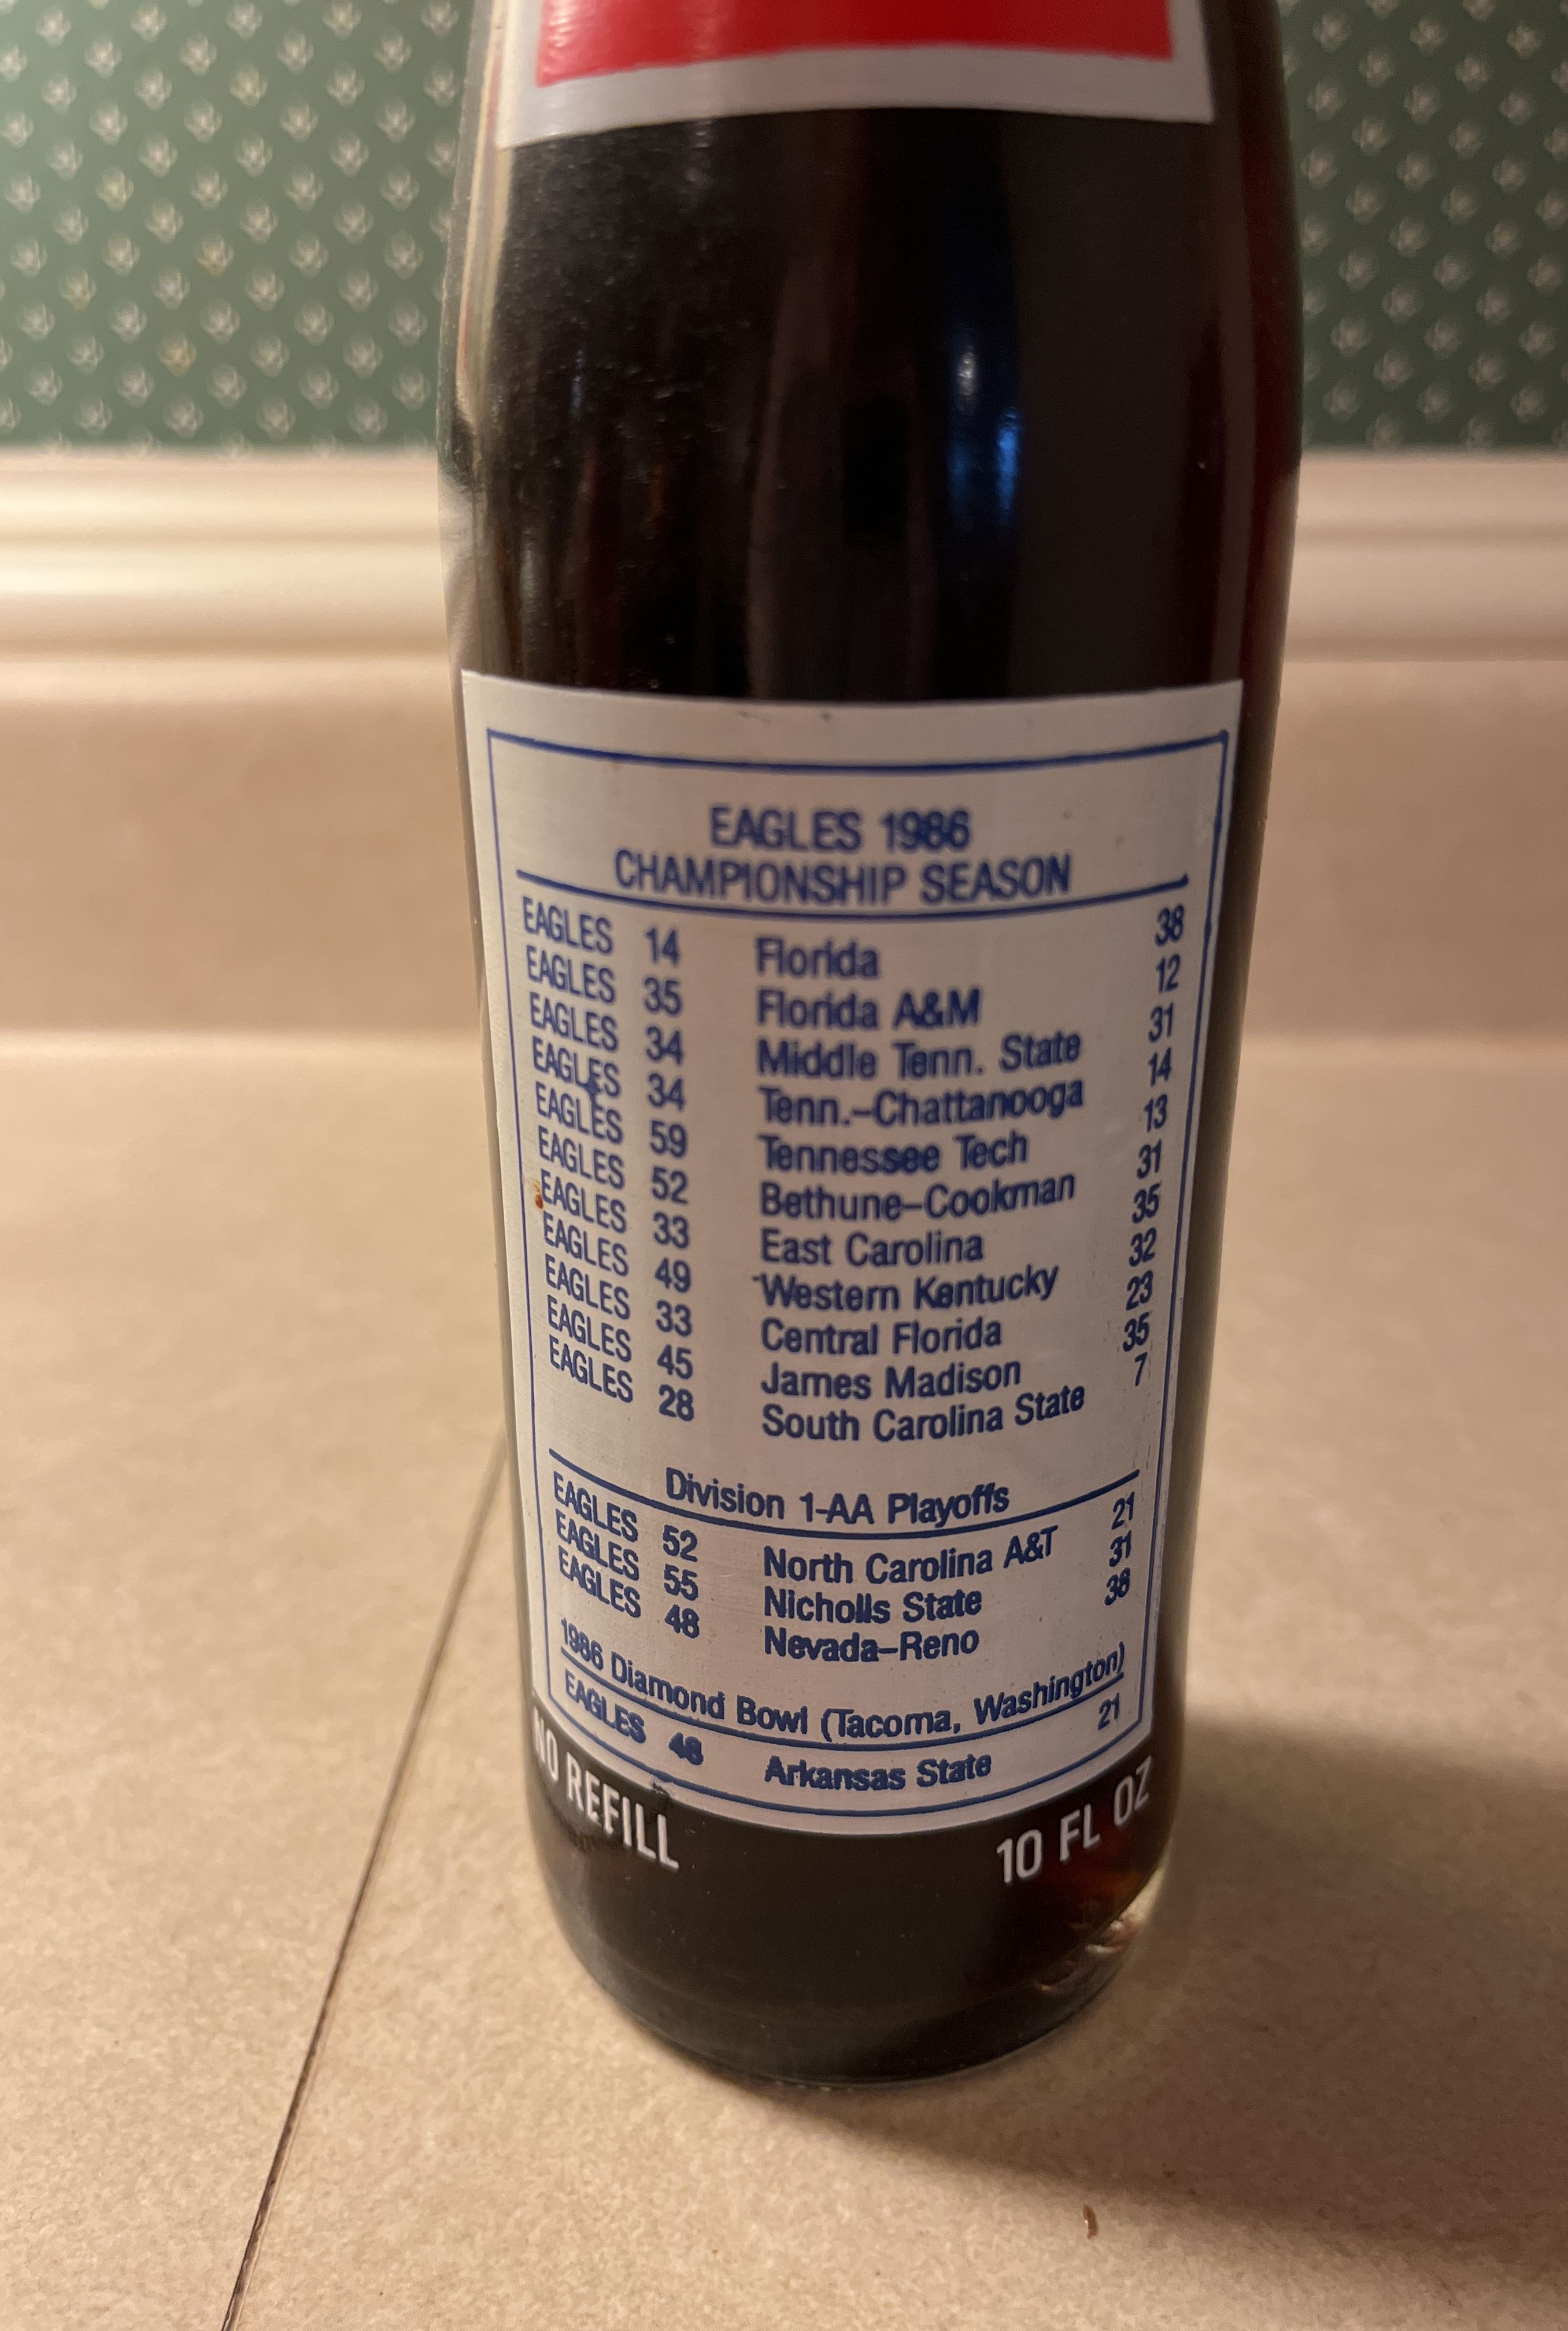 EAGLES 1986
CHAMPIONSHIP SEASON
EAGLES 14 Florida 38
EAGLES 35 Florida A&M 12
EAGLES 34 Middle Tenn. State 31
EAGLES 34 Tenn.-Chattanooga 14
EAGLES 59 Tennessee Tech 13
EAGLES 52 Bethune-Cookman 31
EAGLES 33 East Carolina 35
EAGLES 49 Western Kentucky 32
EAGLES 33 Central Florida 23
EAGLES 45 James Madison 35
EAGLES 28 South Carolina State 7
Division 1-AA Playoffs
EAGLES 52 North Carolina A&T 21
EAGLES 55 Nicholls State 31
EAGLES 48 Nevada-Reno 38
1986 Diamond Bowl (Tacoma, Washington)
EAGLES 48 Arkansas State 21
NO REFILL 10 FL OZ